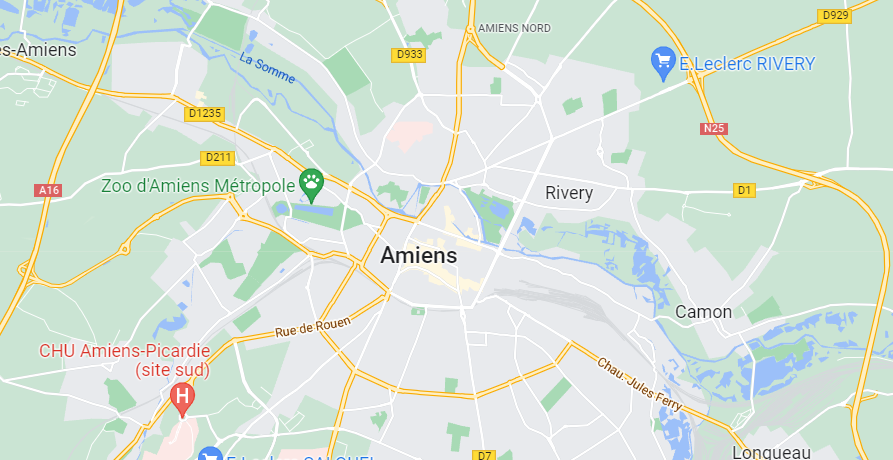 D929
AMIENS NORD
es-Amiens
D933
La Somme
E.Leclerc RIVERY
D1235
N25
D211
Zoo d'Amiens Métropole
A16
Rivery
D1
Amiens
Camon
Rue de Rouen
CHU Amiens-Picardie
(site sud)
Chau. Jules Ferry
D7
Longueau